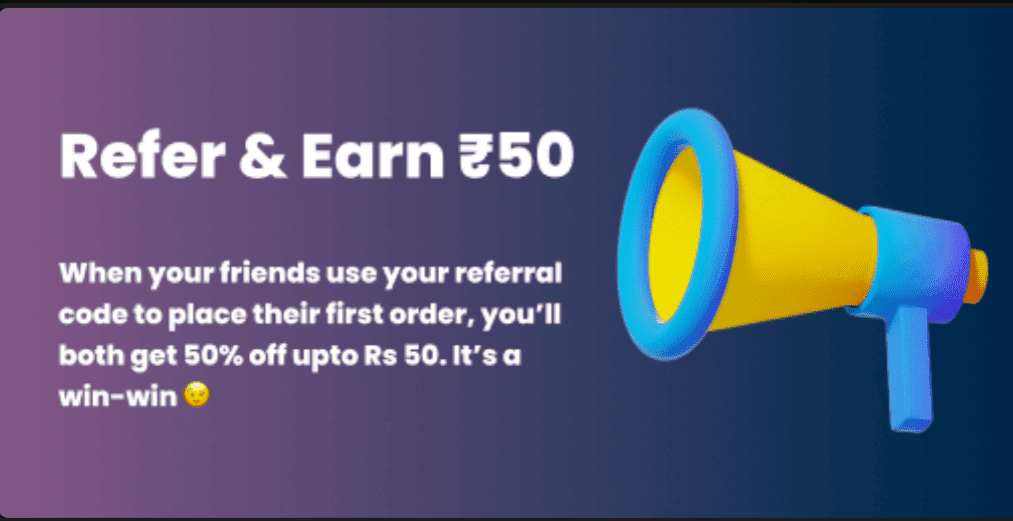 Refer & Earn ₹50
When your friends use your referral
code to place their first order, you’ll
both get 50% off upto Rs 50. It’s a
win-win 😉